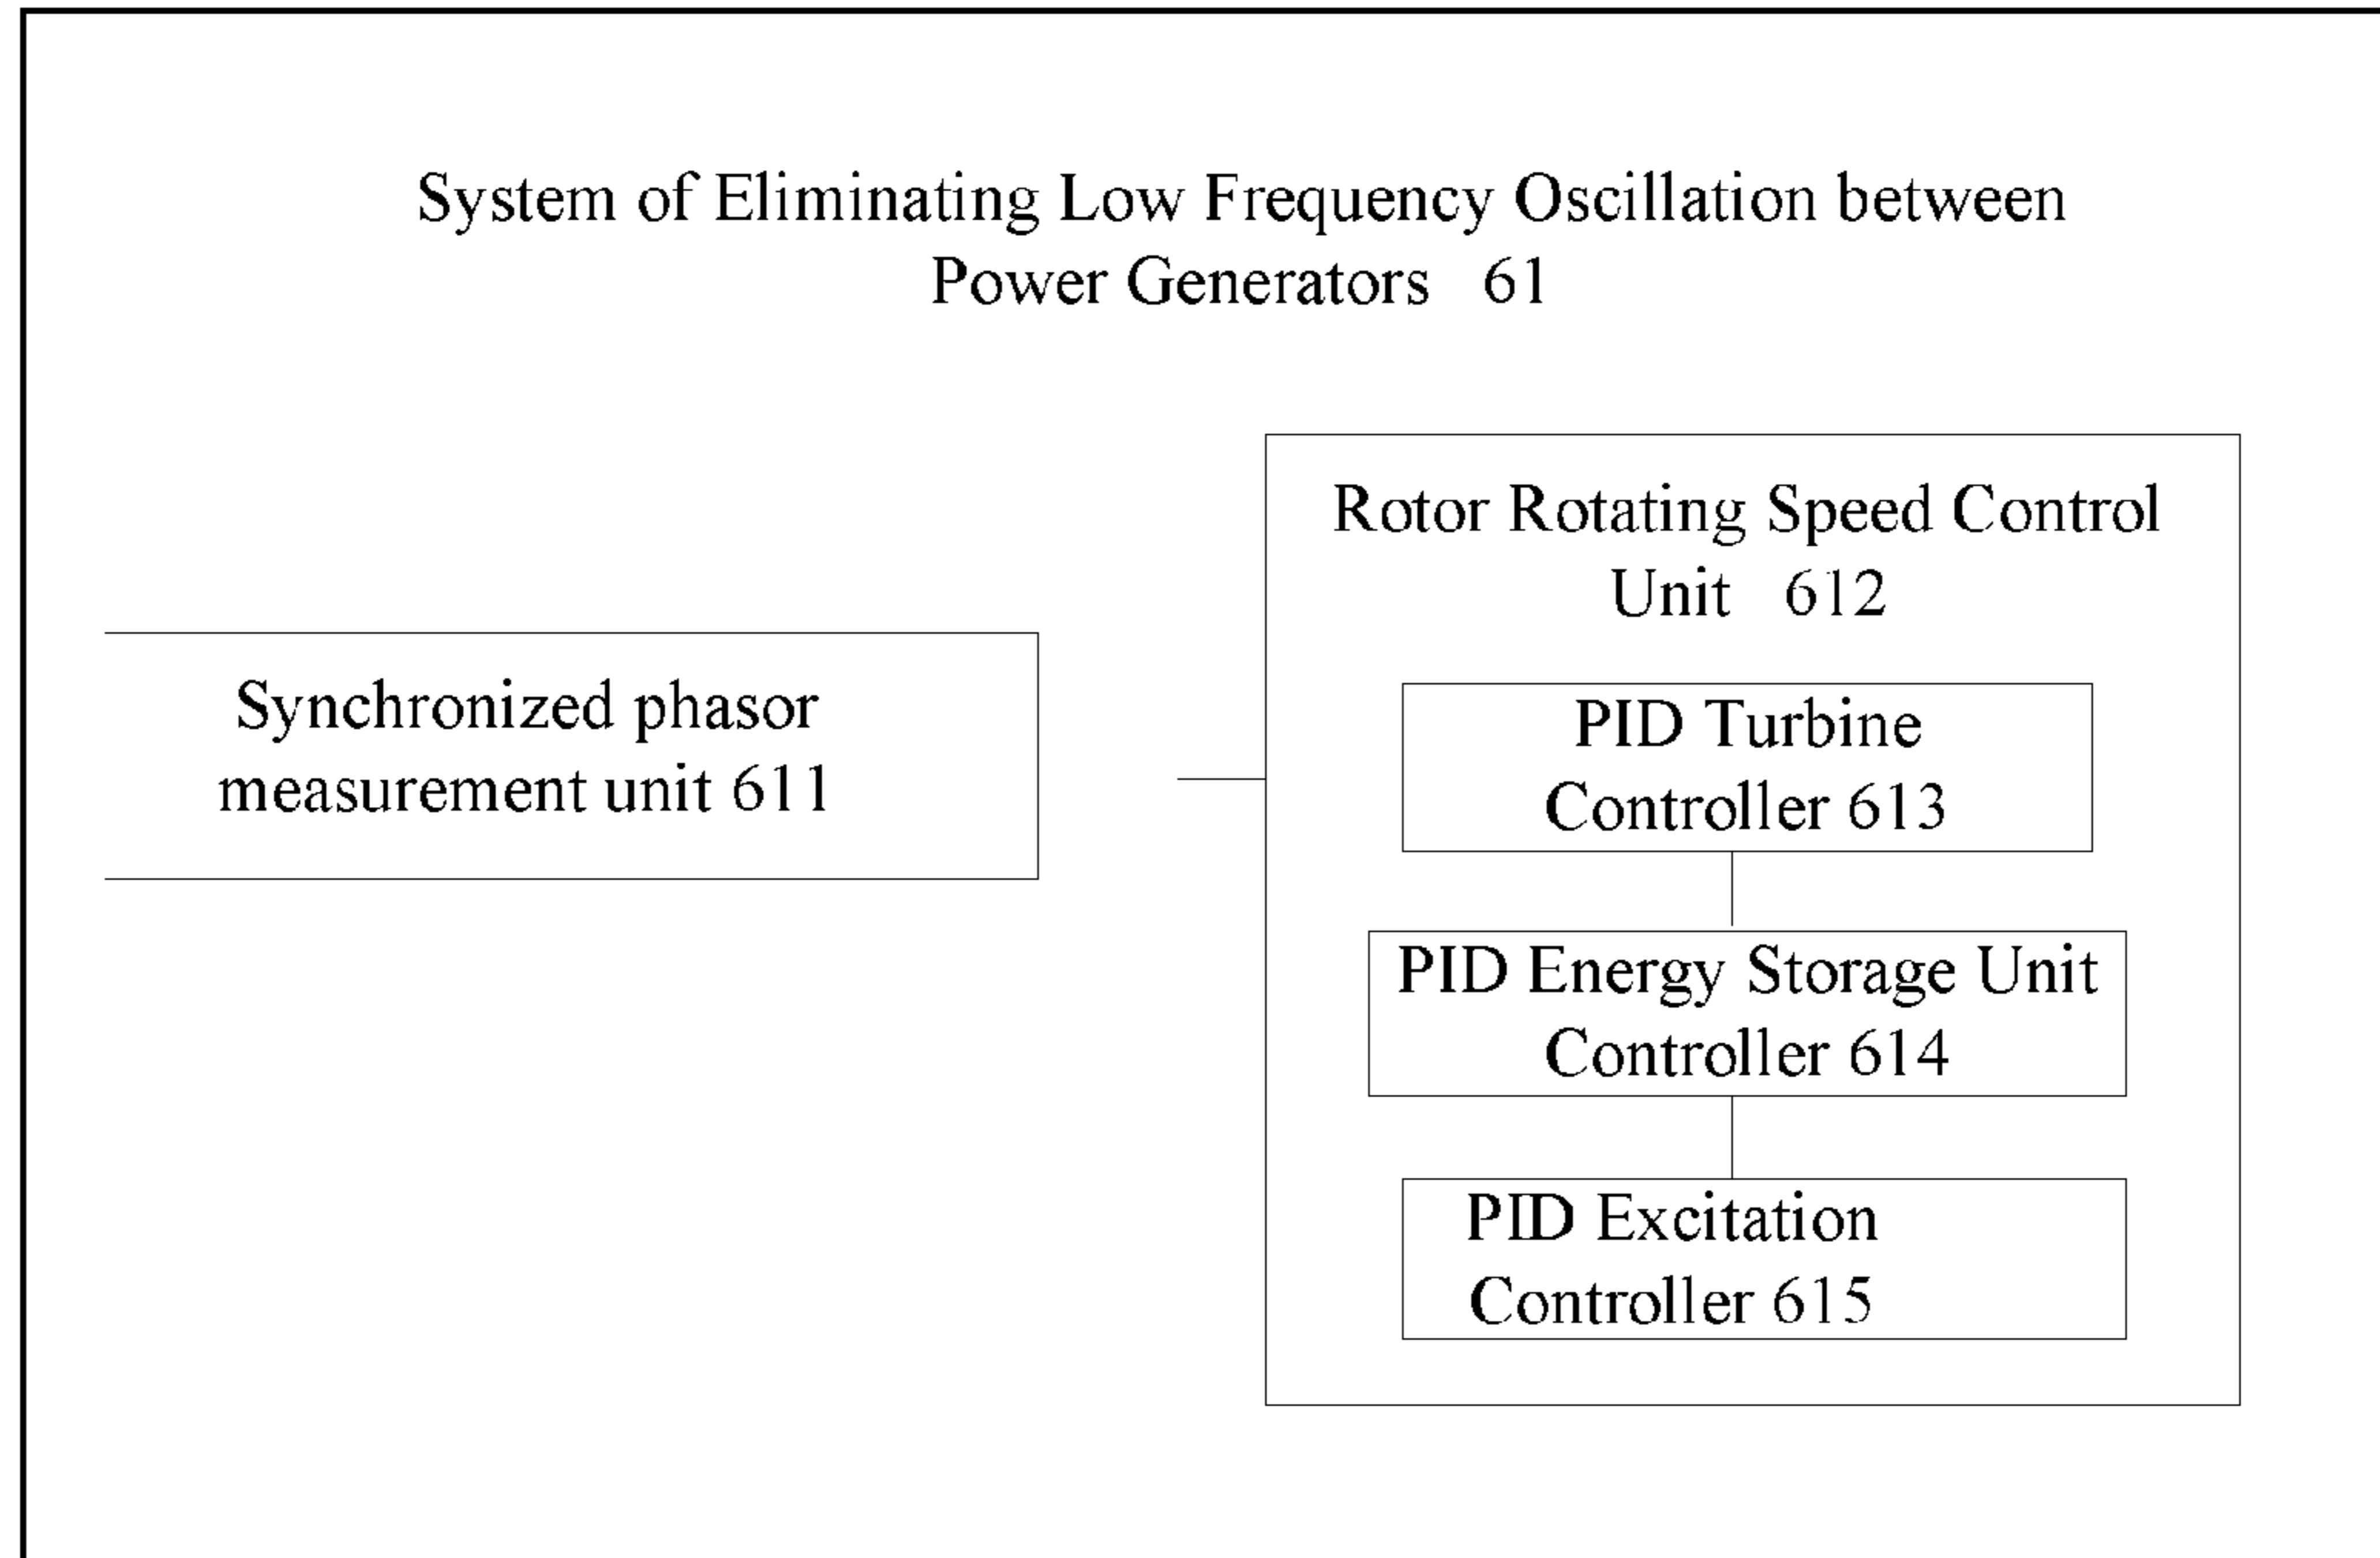 System of Eliminating Low Frequency Oscillation between
Power Generators 61
Synchronized phasor
measurement unit 611
Rotor Rotating Speed Control
Unit 612
PID Turbine
Controller 613
PID Energy Storage Unit
Controller 614
PID Excitation
Controller 615